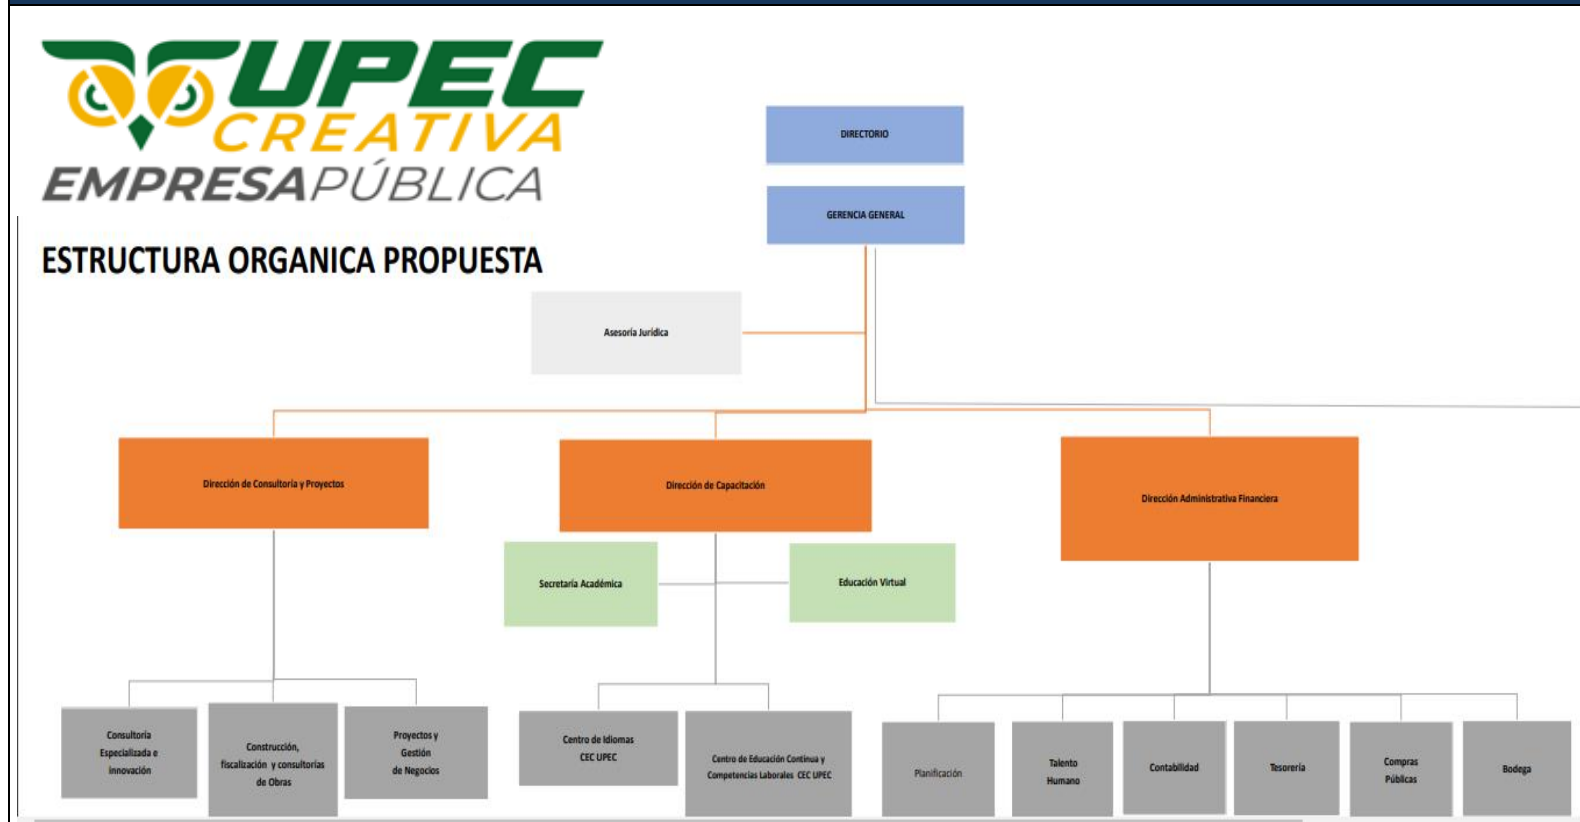 UPEC
CREATIVA
EMPRESAPÚBLICA
ESTRUCTURA ORGANICA PROPUESTA
DIRECTORIO
GERENCIA GENERAL
Asesoría Jurídica
Dirección de Consultoría y Proyectos
Dirección de Capacitación
Dirección Administrativa Financiera
Secretaría Académica
Educación Virtual
Consultoría
Especializada e
innovación
Construcción,
fiscalización y consultorías
de Obras
Proyectos y
Gestión
de Negocios
Centro de Idiomas
CEC UPEC
Centro de Educación Continua y
Competencias Laborales CEC UPEC
Planificación
Talento
Humano
Contabilidad
Tesorería
Compras
Públicas
Bodega